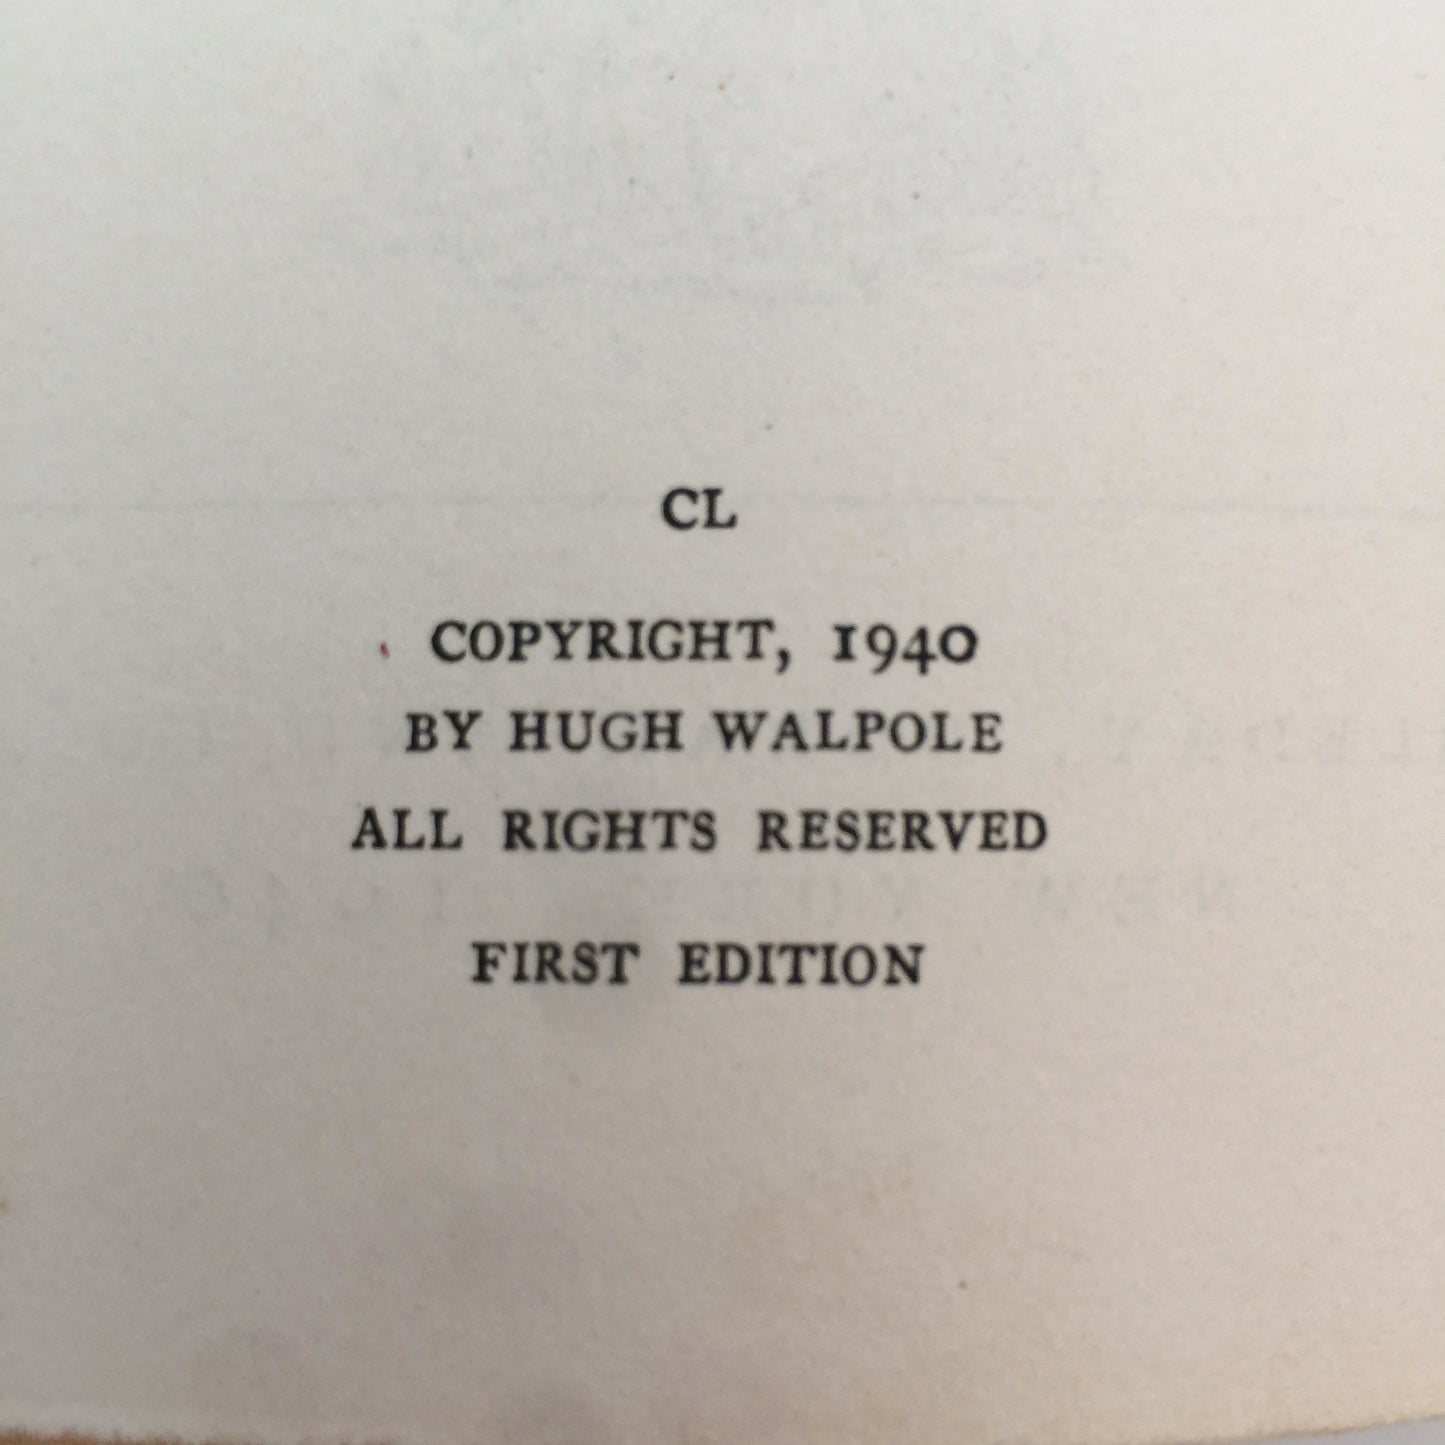 CL
COPYRIGHT, 1940
BY HUGH WALPOLE
ALL RIGHTS RESERVED
FIRST EDITION